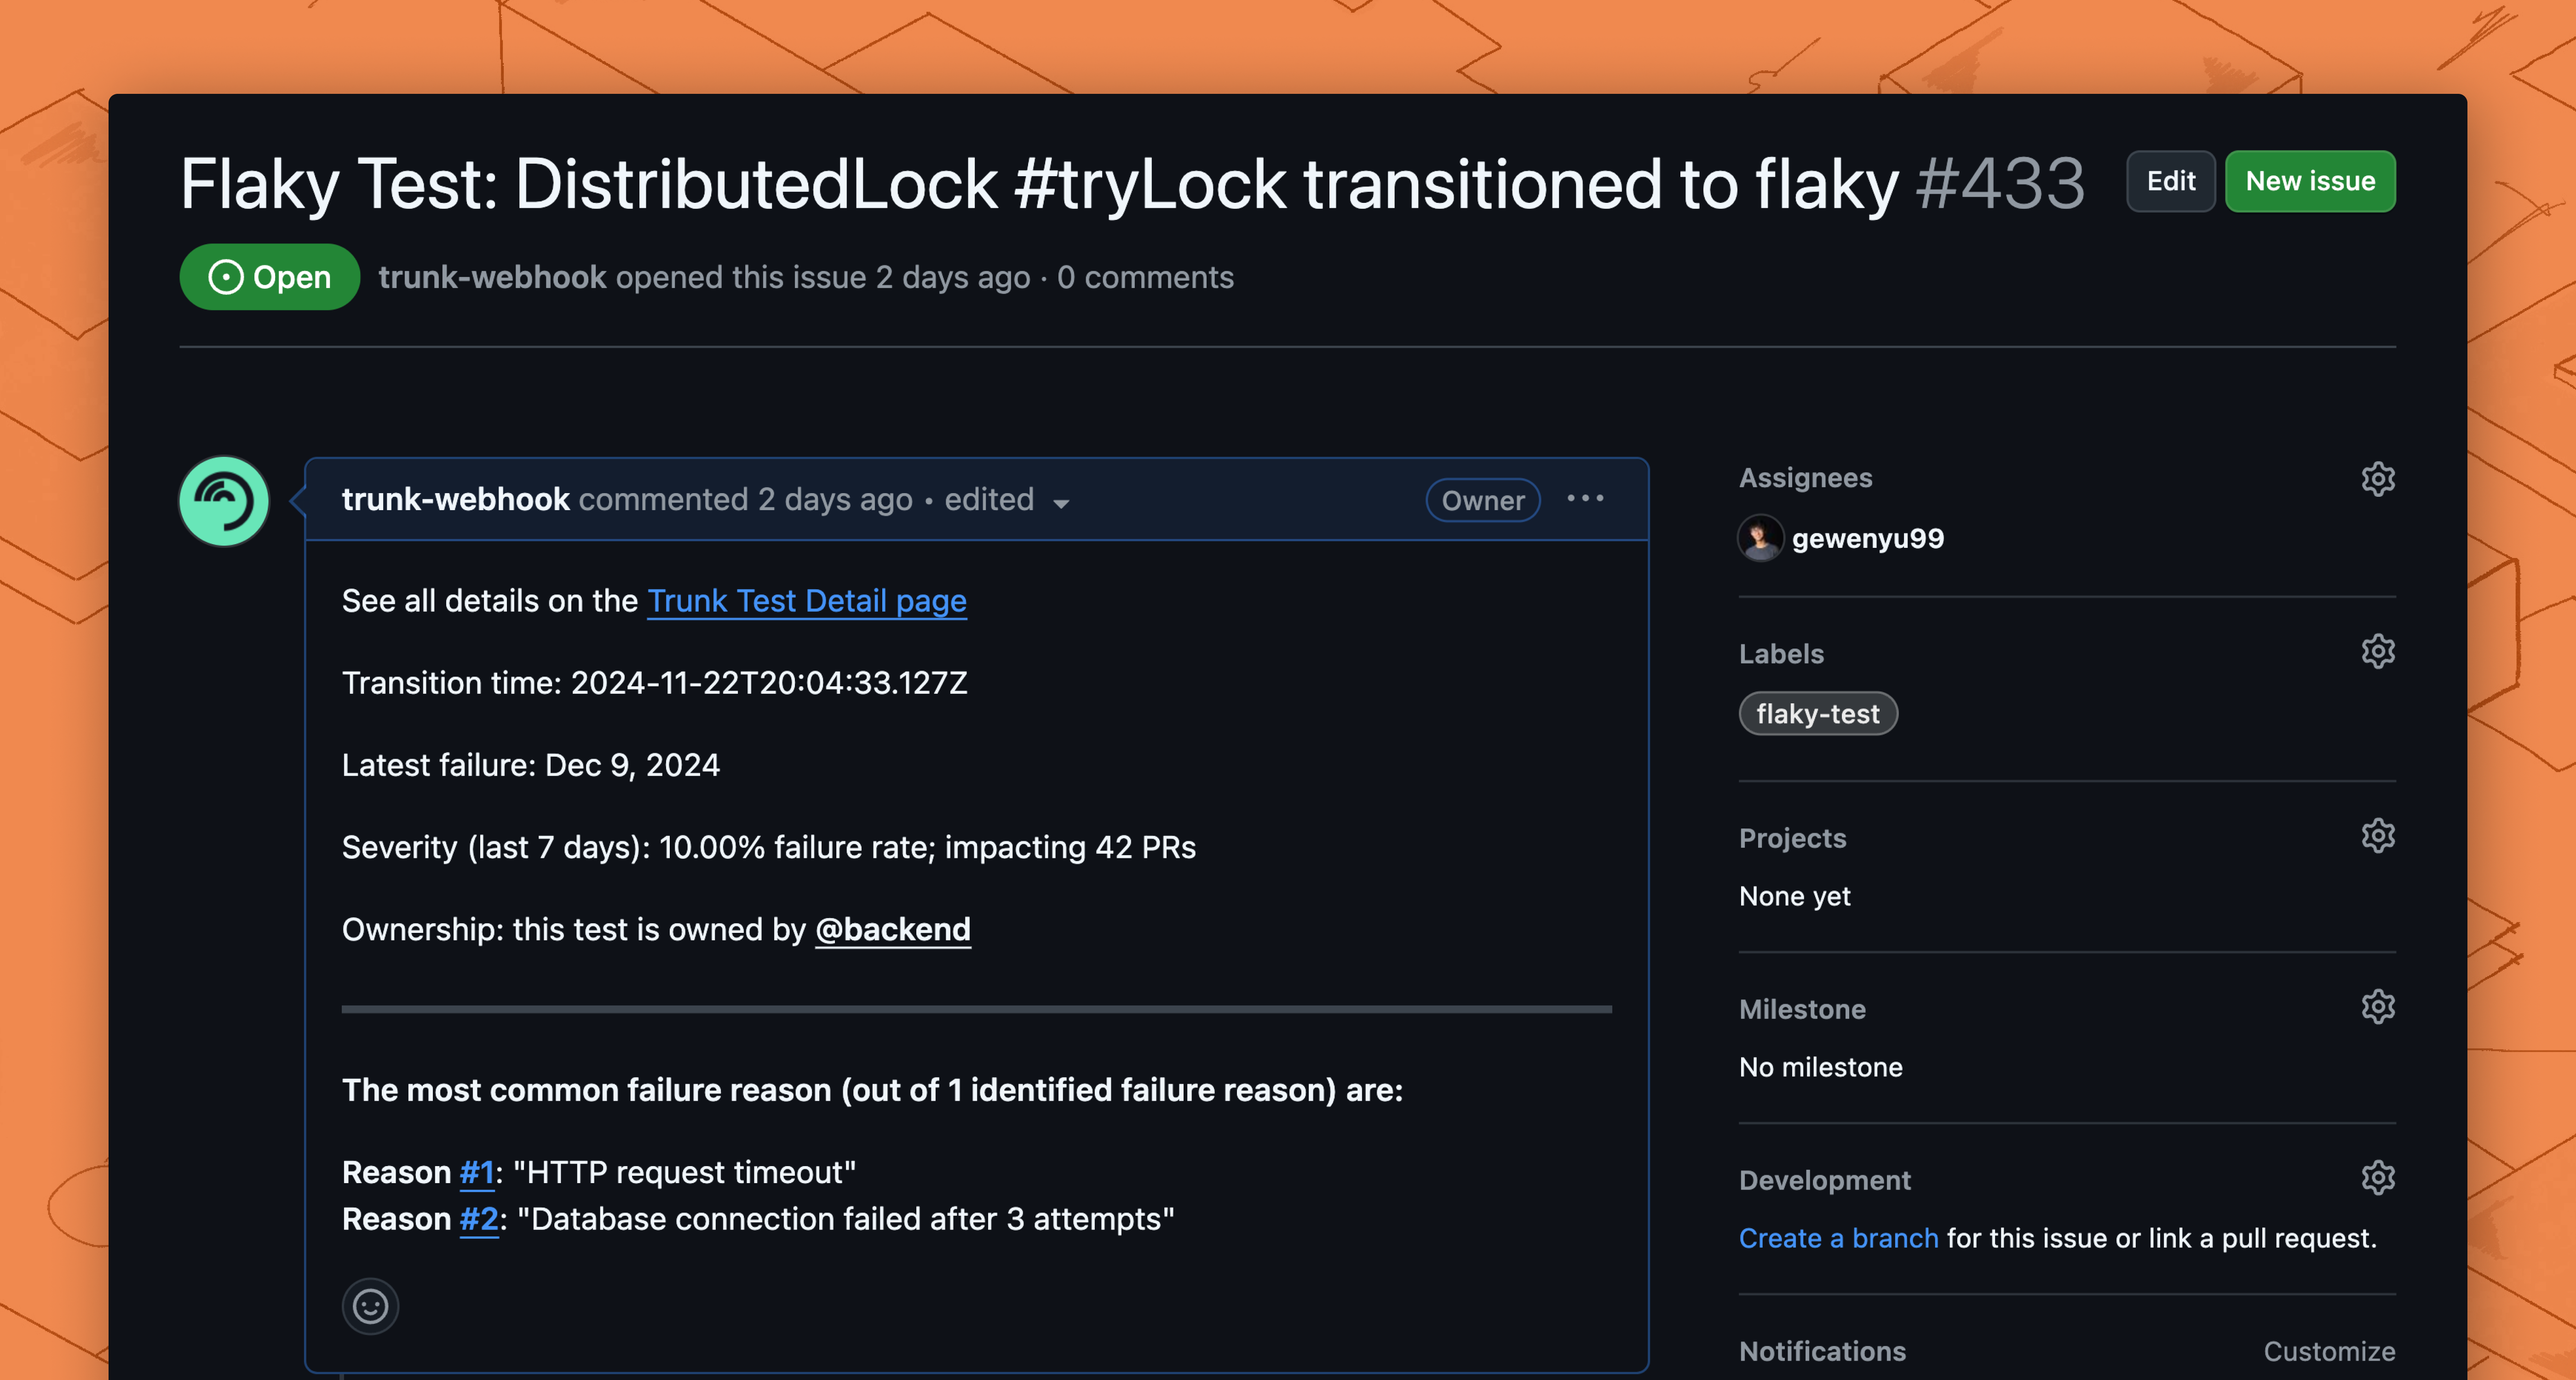 Flaky Test: DistributedLock #tryLock transitioned to flaky #433
Edit
New issue
Open
trunk-webhook opened this issue 2 days ago · 0 comments
trunk-webhook commented 2 days ago • edited
Owner
See all details on the Trunk Test Detail page
Transition time: 2024-11-22T20:04:33.127Z
Latest failure: Dec 9, 2024
Severity (last 7 days): 10.00% failure rate; impacting 42 PRs
Ownership: this test is owned by @backend
The most common failure reason (out of 1 identified failure reason) are:
Reason #1: "HTTP request timeout"
Reason #2: "Database connection failed after 3 attempts"
Assignees
gewenyu99
Labels
flaky-test
Projects
None yet
Milestone
No milestone
Development
Create a branch for this issue or link a pull request.
Notifications
Customize